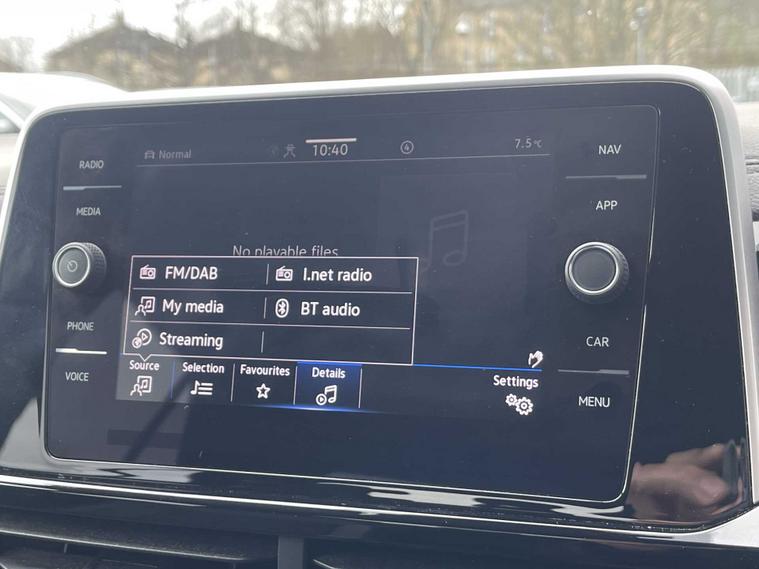 RADIO
MEDIA
PHONE
VOICE
Normal
10:40
4
7.5°C
No playable files
FM/DAB
I.net radio
My media
BT audio
Streaming
Source
Selection
Favourites
Details
Settings
NAV
APP
CAR
MENU